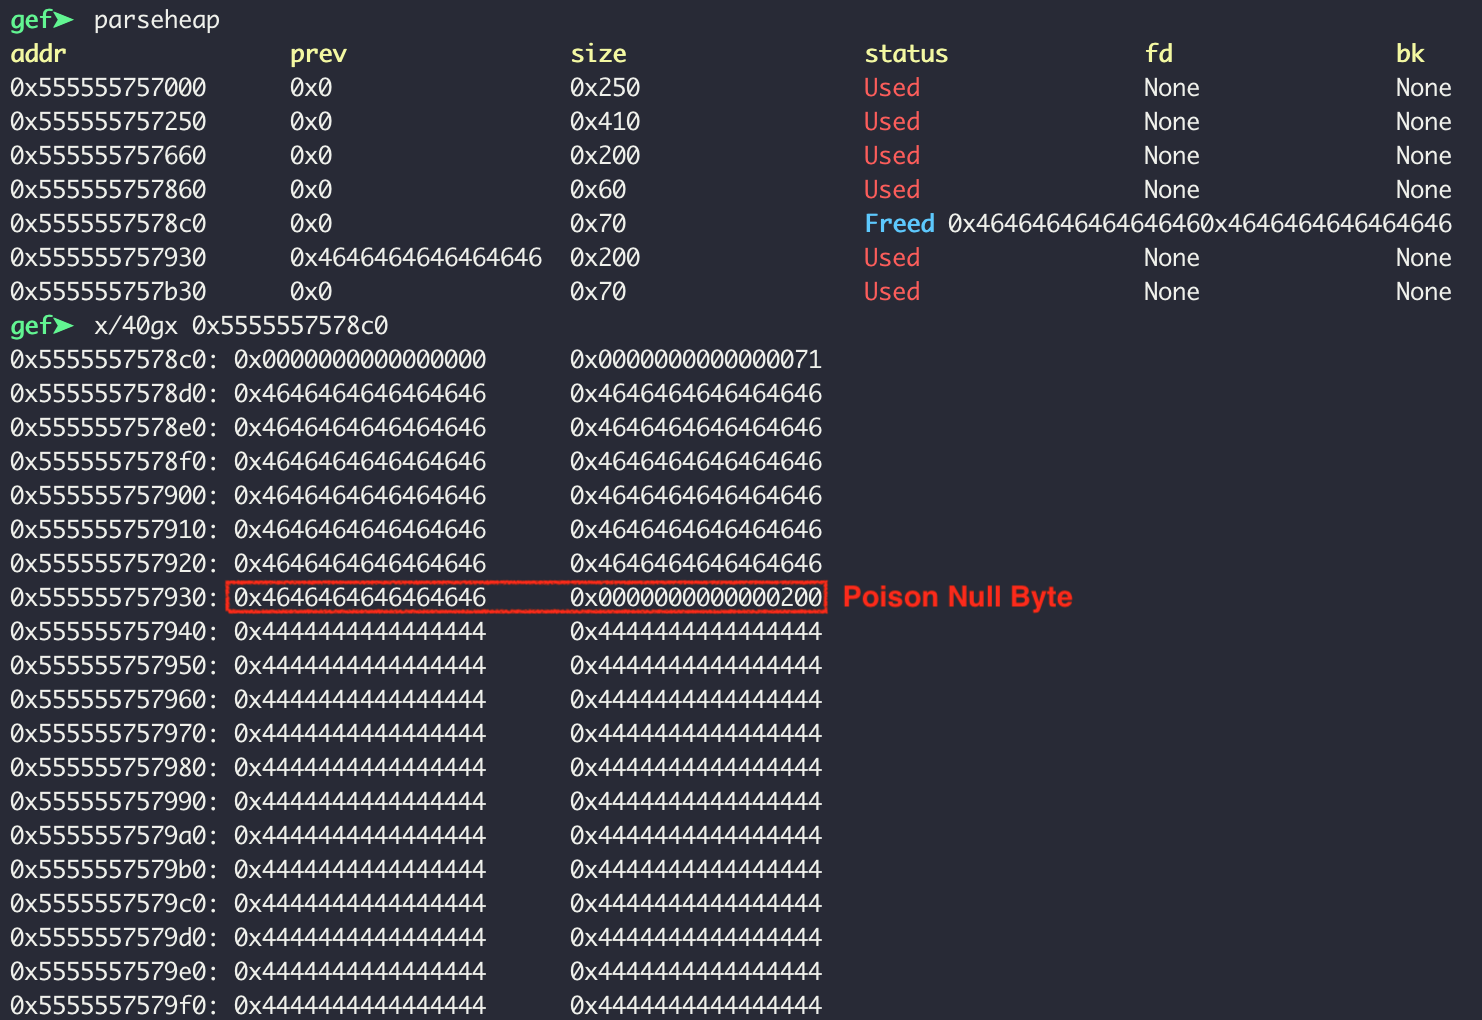 gef➤ parseheap
addr prev size status fd bk
0x555555757000 0x0 0x250 Used None None
0x555555757250 0x0 0x410 Used None None
0x555555757660 0x0 0x200 Used None None
0x555555757860 0x0 0x60 Used None None
0x5555557578c0 0x0 0x70 Freed 0x46464646464646460x4646464646464646
0x555555757930 0x4646464646464646 0x200 Used None None
0x555555757b30 0x0 0x70 Used None None
gef➤ x/40gx 0x5555557578c0
0x5555557578c0: 0x0000000000000000 0x0000000000000071
0x5555557578d0: 0x4646464646464646 0x4646464646464646
0x5555557578e0: 0x4646464646464646 0x4646464646464646
0x5555557578f0: 0x4646464646464646 0x4646464646464646
0x555555757900: 0x4646464646464646 0x4646464646464646
0x555555757910: 0x4646464646464646 0x4646464646464646
0x555555757920: 0x4646464646464646 0x4646464646464646
0x555555757930: 0x4646464646464646 0x0000000000000200 Poison Null Byte
0x555555757940: 0x4444444444444444 0x4444444444444444
0x555555757950: 0x4444444444444444 0x4444444444444444
0x555555757960: 0x4444444444444444 0x4444444444444444
0x555555757970: 0x4444444444444444 0x4444444444444444
0x555555757980: 0x4444444444444444 0x4444444444444444
0x555555757990: 0x4444444444444444 0x4444444444444444
0x5555557579a0: 0x4444444444444444 0x4444444444444444
0x5555557579b0: 0x4444444444444444 0x4444444444444444
0x5555557579c0: 0x4444444444444444 0x4444444444444444
0x5555557579d0: 0x4444444444444444 0x4444444444444444
0x5555557579e0: 0x4444444444444444 0x4444444444444444
0x5555557579f0: 0x4444444444444444 0x4444444444444444